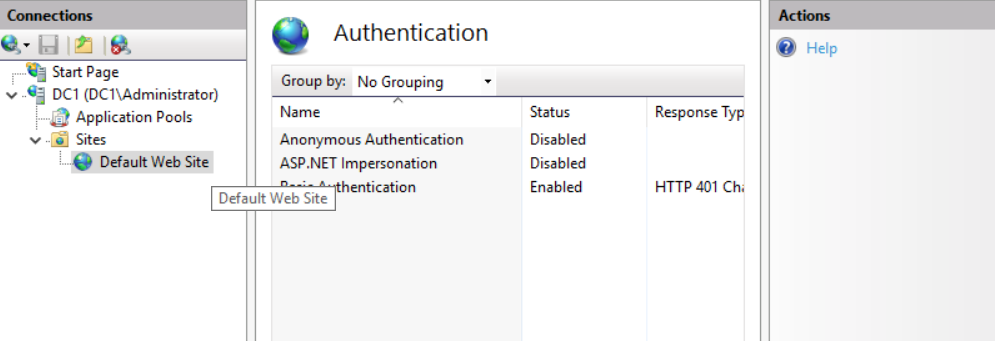 Connections
Start Page
DC1 (DC1\Administrator)
Application Pools
Sites
Default Web Site
Default Web Site
Authentication
Group by: No Grouping
Name Status Response Typ
Anonymous Authentication Disabled
ASP.NET Impersonation Disabled
Basic Authentication Enabled HTTP 401 Cha
Actions
Help